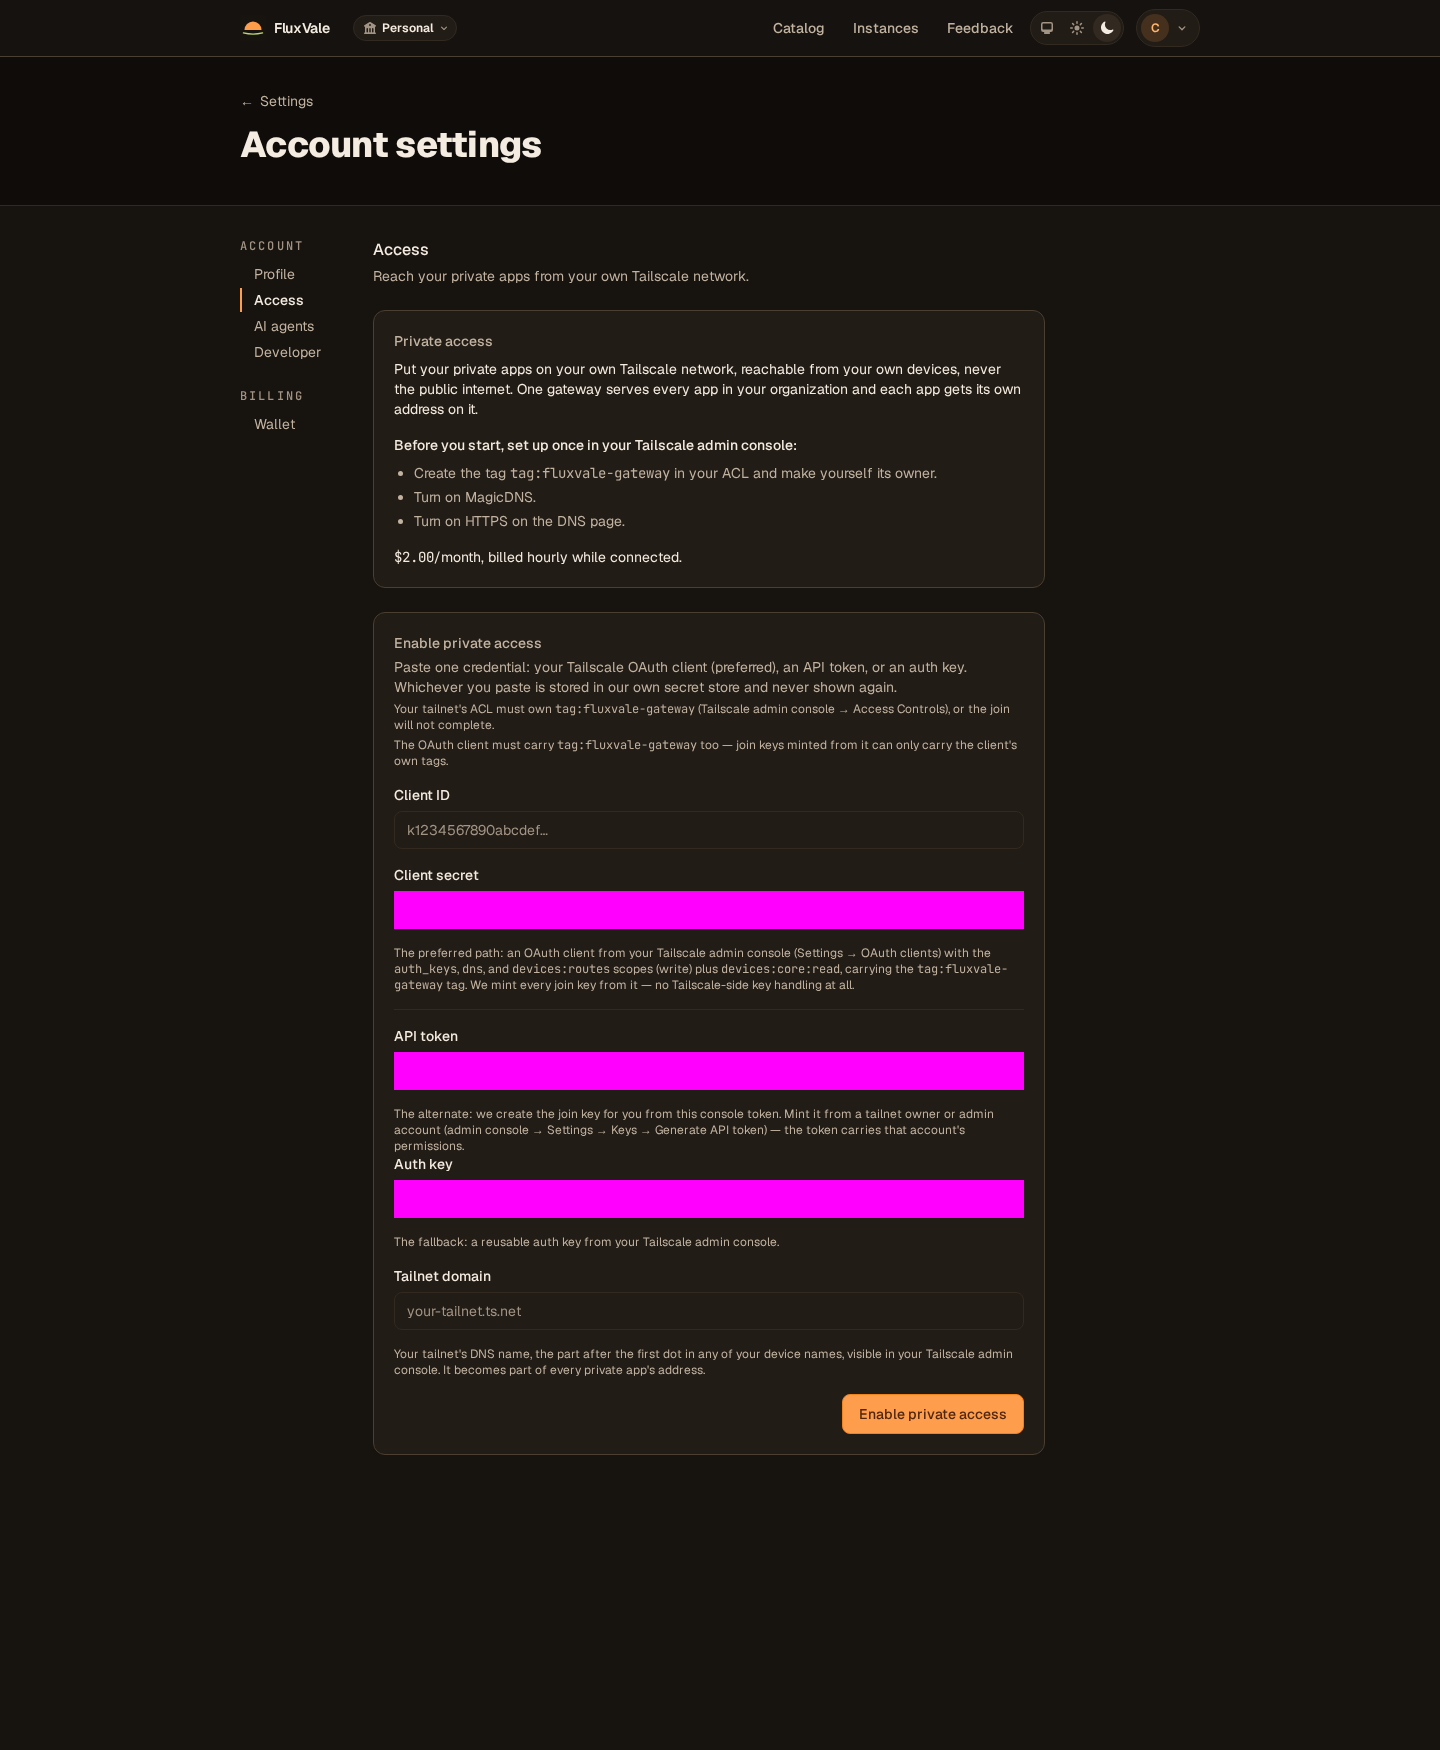 FluxVale
Personal
Catalog
Instances
Feedback
C
← Settings
Account settings
ACCOUNT
Profile
Access
AI agents
Developer
BILLING
Wallet
Access
Reach your private apps from your own Tailscale network.
Private access
Put your private apps on your own Tailscale network, reachable from your own devices, never
the public internet. One gateway serves every app in your organization and each app gets its own
address on it.
Before you start, set up once in your Tailscale admin console:
• Create the tag tag:fluxvale-gateway in your ACL and make yourself its owner.
• Turn on MagicDNS.
• Turn on HTTPS on the DNS page.
$2.00/month, billed hourly while connected.
Enable private access
Paste one credential: your Tailscale OAuth client (preferred), an API token, or an auth key.
Whichever you paste is stored in our own secret store and never shown again.
Your tailnet's ACL must own tag:fluxvale-gateway (Tailscale admin console → Access Controls), or the join
will not complete.
The OAuth client must carry tag:fluxvale-gateway too — join keys minted from it can only carry the client's
own tags.
Client ID
k1234567890abcdef…
Client secret
The preferred path: an OAuth client from your Tailscale admin console (Settings → OAuth clients) with the
auth_keys, dns, and devices:routes scopes (write) plus devices:core:read, carrying the tag:fluxvale-
gateway tag. We mint every join key from it — no Tailscale-side key handling at all.
API token
The alternate: we create the join key for you from this console token. Mint it from a tailnet owner or admin
account (admin console → Settings → Keys → Generate API token) — the token carries that account's
permissions.
Auth key
The fallback: a reusable auth key from your Tailscale admin console.
Tailnet domain
your-tailnet.ts.net
Your tailnet's DNS name, the part after the first dot in any of your device names, visible in your Tailscale admin
console. It becomes part of every private app's address.
Enable private access